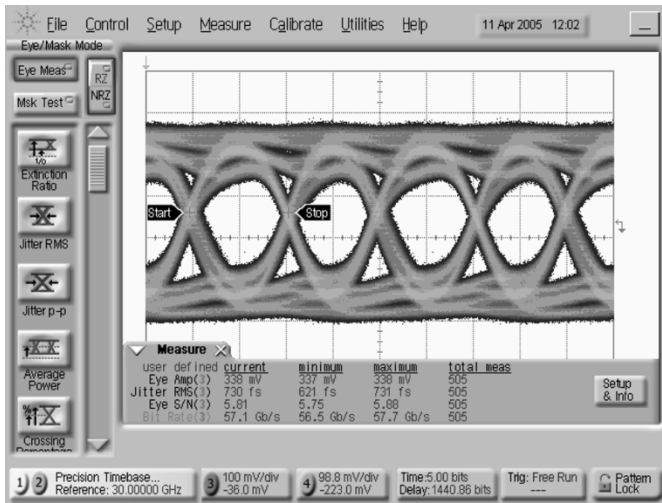 File Control Setup Measure Calibrate Utilities Help 11 Apr 2005 12:02
Eye/Mask Mode
Eye Meas
RZ
NRZ
Msk Test
1/0
Extinction
Ratio
Jitter RMS
Jitter p-p
Average
Power
%
Crossing
Percentage
Start
Stop
Measure
user defined current minimum maximum total meas
Eye Amp(3) 338 mV 337 mV 338 mV 505
Jitter RMS(3) 730 fs 621 fs 731 fs 505
Eye S/N(3) 5.81 5.75 5.88 505
Bit Rate(3) 57.1 Gb/s 56.5 Gb/s 57.7 Gb/s 505
Setup
& Info
1 2 Precision Timebase...
Reference: 30.00000 GHz
3 100 mV/div
-36.0 mV
4 98.8 mV/div
-223.0 mV
Time:5.00 bits
Delay:1440.86 bits
Trig: Free Run
----
Pattern
Lock